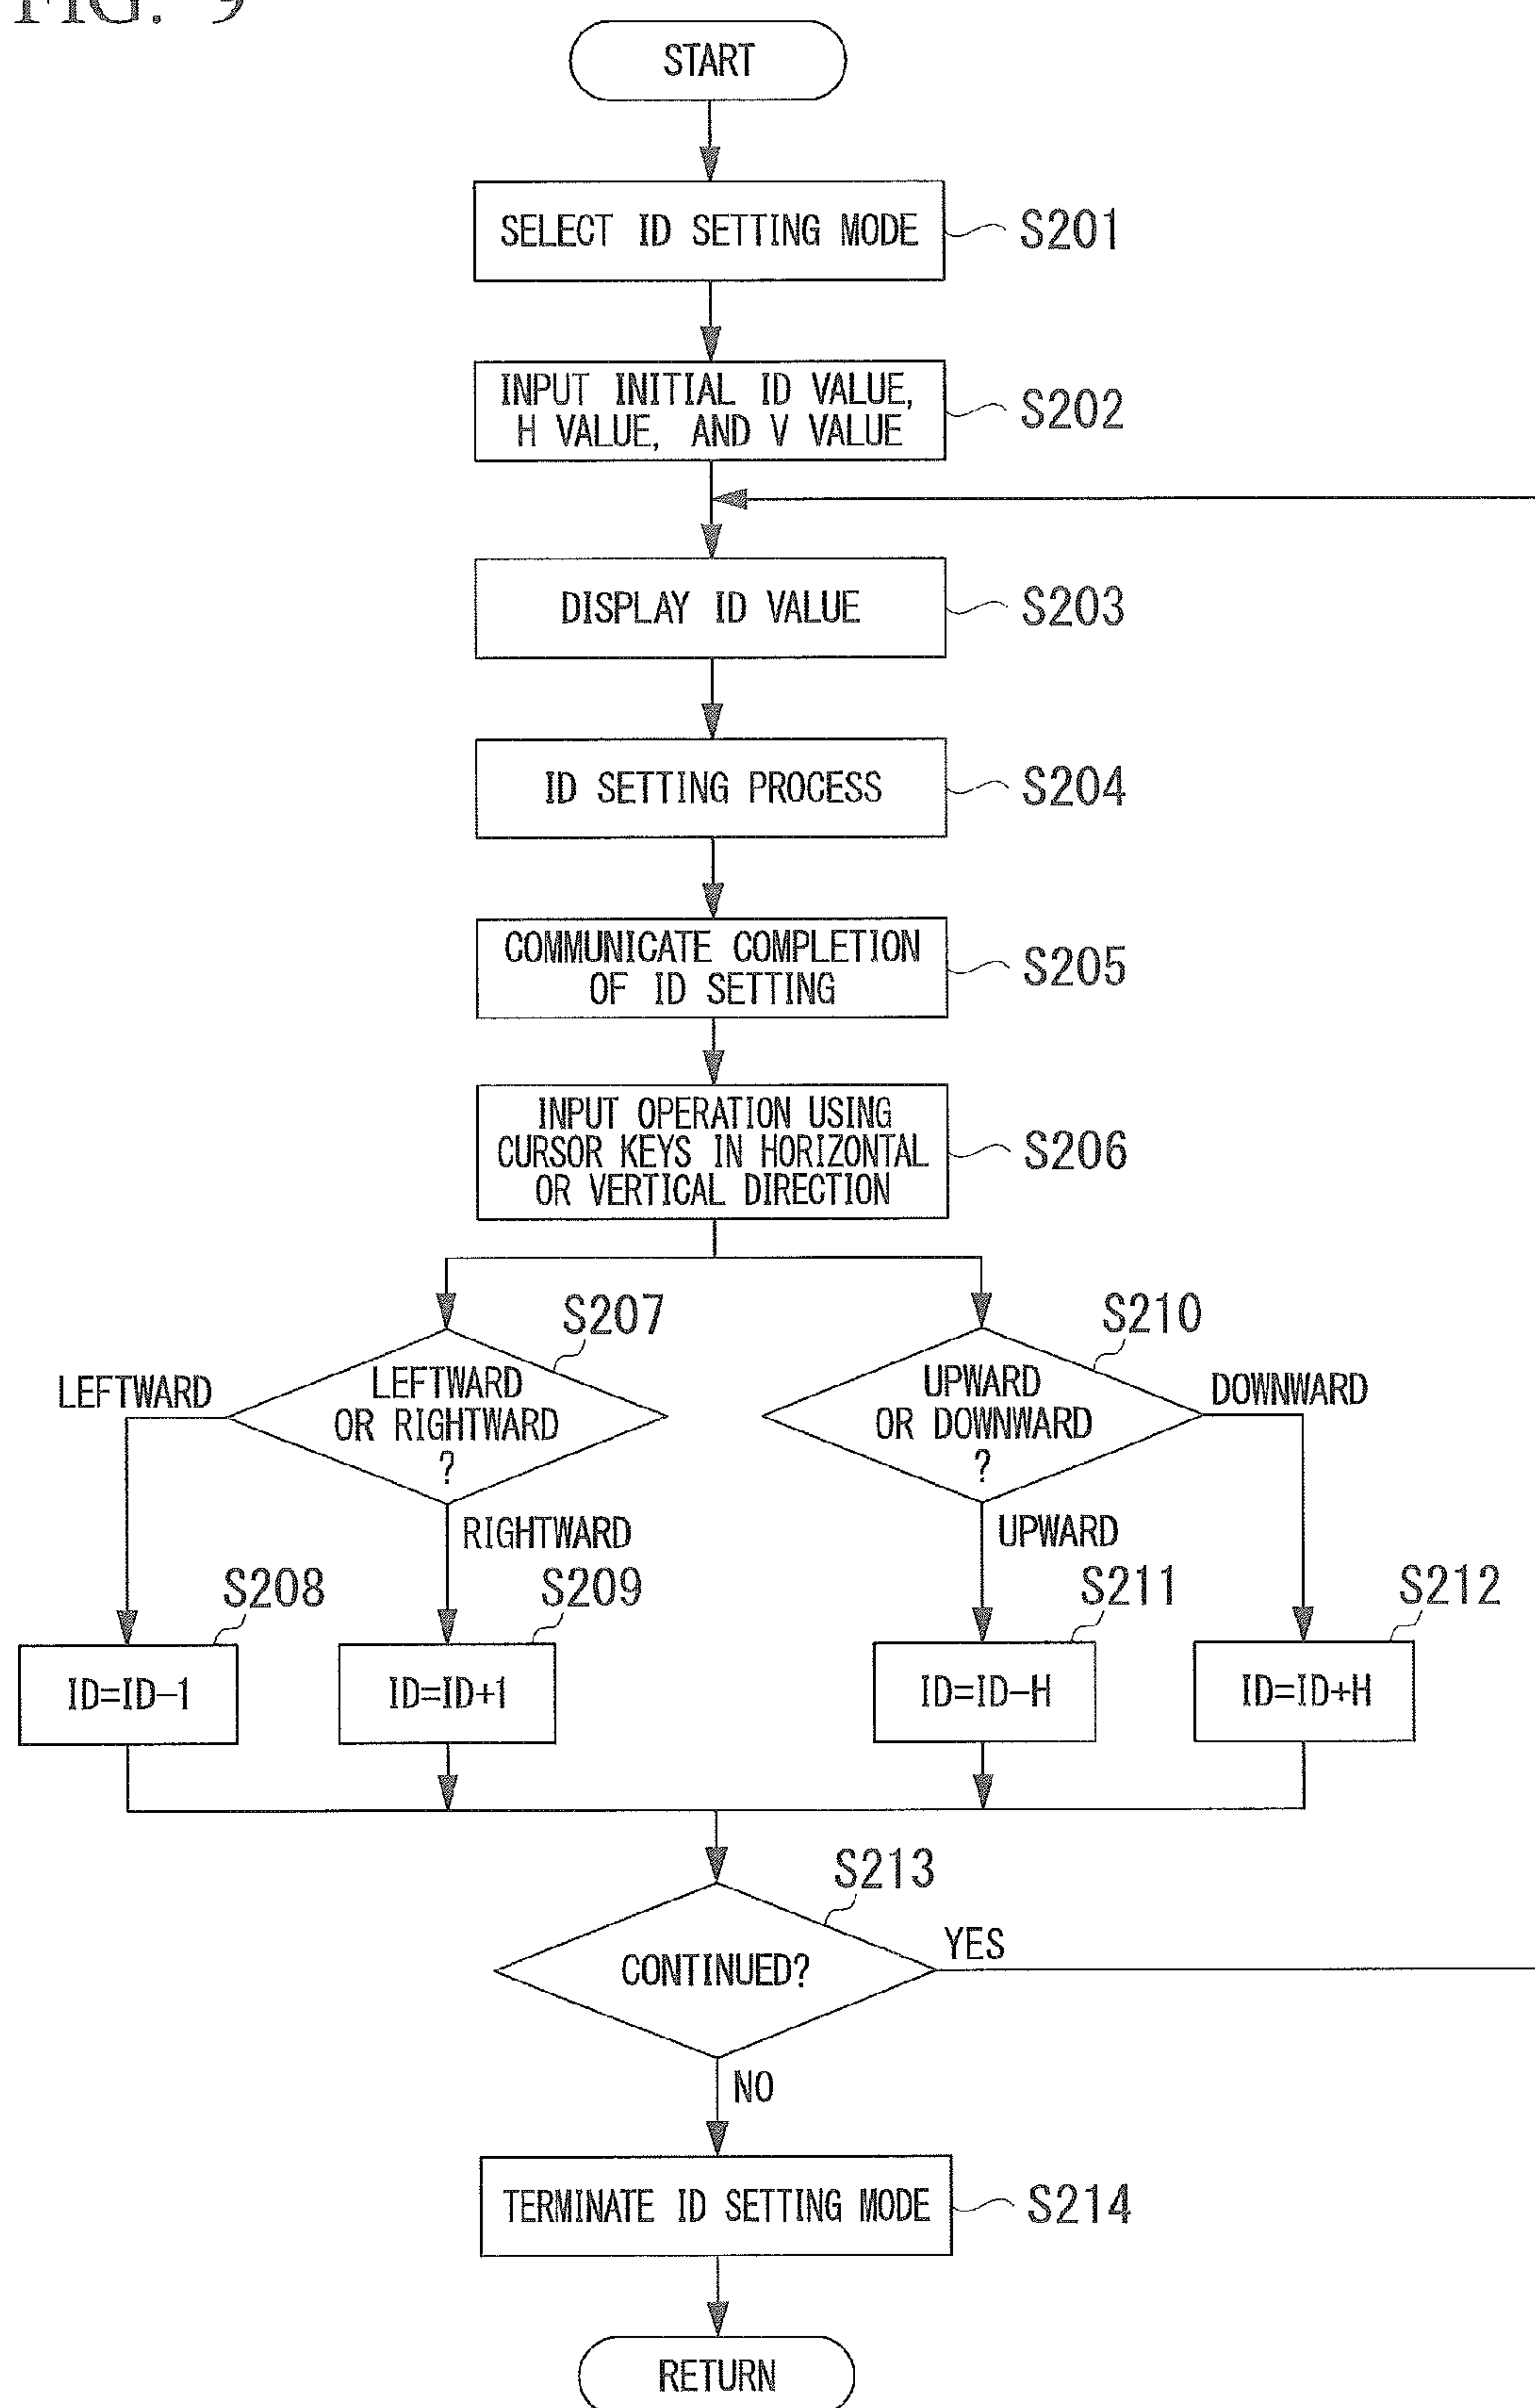 FIG. 9
START
SELECT ID SETTING MODE
S201
INPUT INITIAL ID VALUE,
H VALUE, AND V VALUE
S202
DISPLAY ID VALUE
S203
ID SETTING PROCESS
S204
COMMUNICATE COMPLETION
OF ID SETTING
S205
INPUT OPERATION USING
CURSOR KEYS IN HORIZONTAL
OR VERTICAL DIRECTION
S206
S207
LEFTWARD
OR RIGHTWARD
?
LEFTWARD
RIGHTWARD
S210
UPWARD
OR DOWNWARD
?
DOWNWARD
UPWARD
S208
ID=ID-1
S209
ID=ID+1
S211
ID=ID-H
S212
ID=ID+H
S213
CONTINUED?
YES
NO
TERMINATE ID SETTING MODE
S214
RETURN